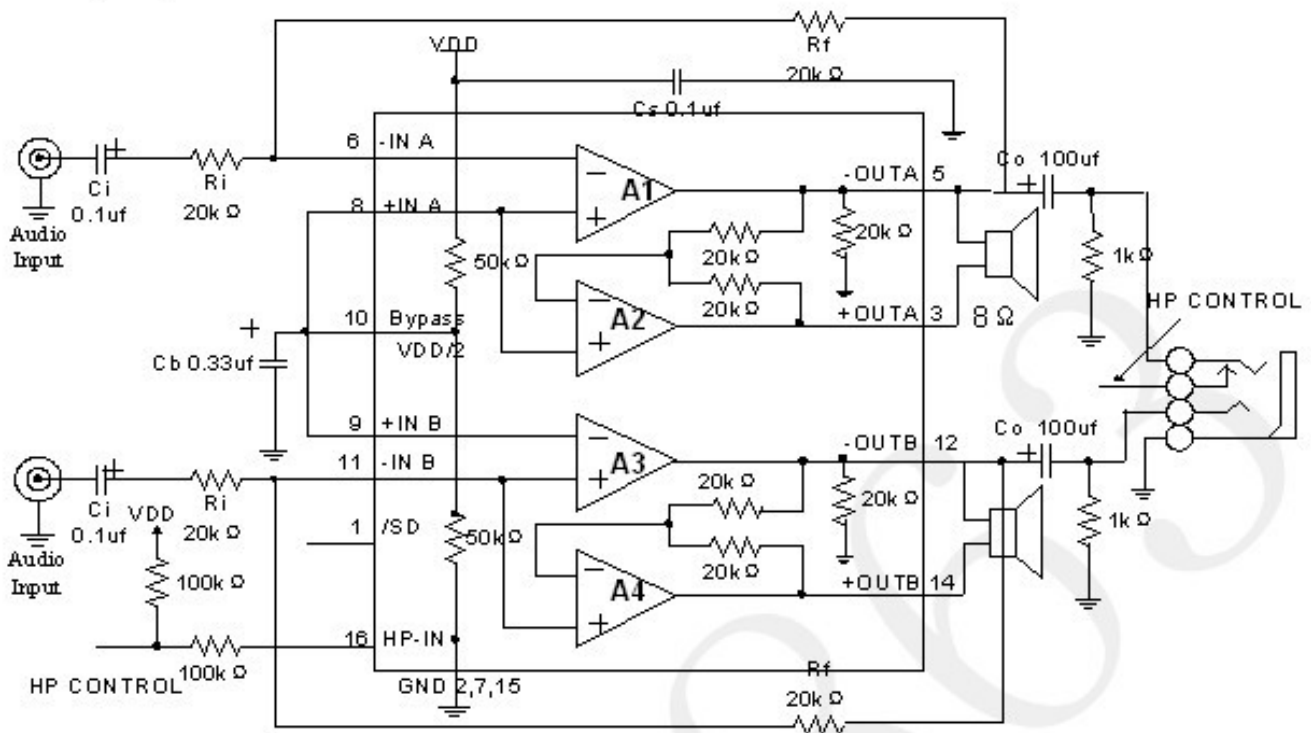 VDD
Rf
20k Ω
Cs 0.1uf
6
-IN A
A1
-OUTA
5
Co 100uf
Ci
0.1uf
Ri
20k Ω
Audio
Input
8
+IN A
50k Ω
20k Ω
20k Ω
20k Ω
1k Ω
HP CONTROL
10
Bypass
VDD/2
A2
+OUTA
3
8 Ω
Cb 0.33uf
9
+IN B
A3
-OUTB
12
Co 100uf
11
-IN B
Ci
0.1uf
Ri
20k Ω
Audio
Input
VDD
1
/SD
50k Ω
20k Ω
20k Ω
20k Ω
1k Ω
100k Ω
A4
+OUTB
14
16
HP-IN
100k Ω
HP CONTROL
GND 2,7,15
Rf
20k Ω